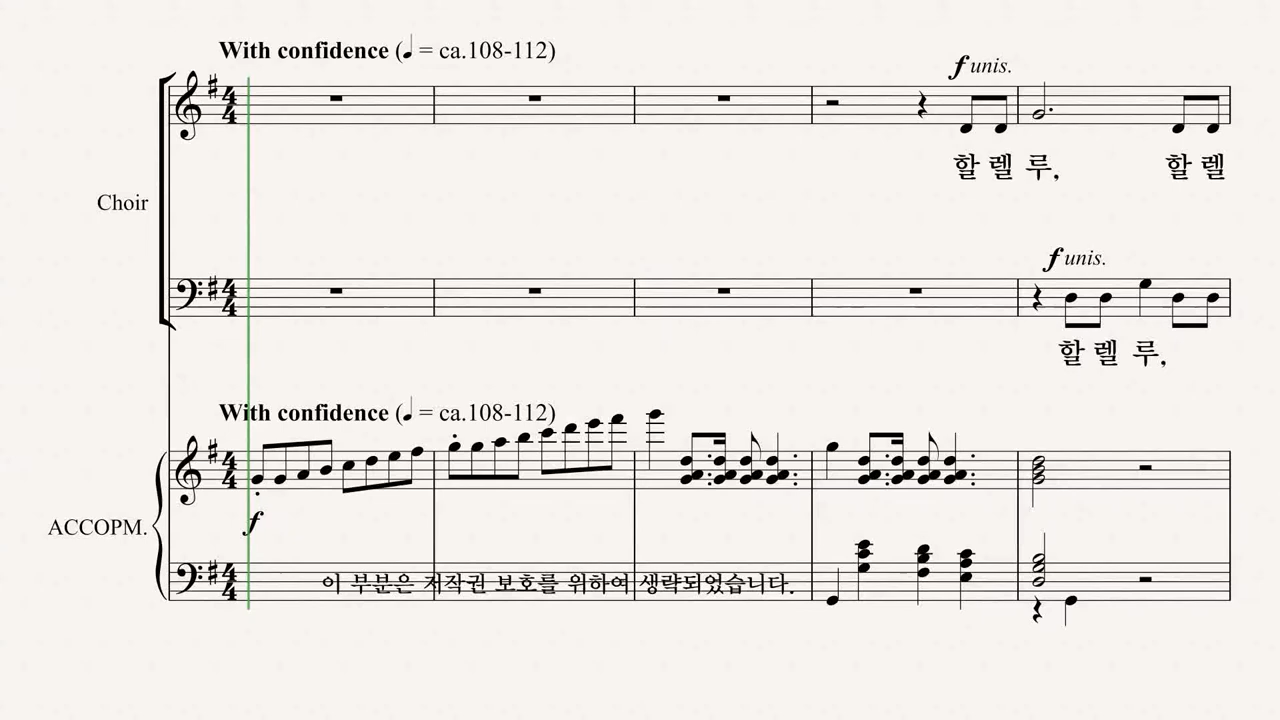 With confidence (♩ = ca.108-112)
f unis.
할 렐 루, 할 렐
Choir
f unis.
할 렐 루,
With confidence (♩ = ca.108-112)
f
ACCOPM.
이 부분은 저작권 보호를 위하여 생략되었습니다.